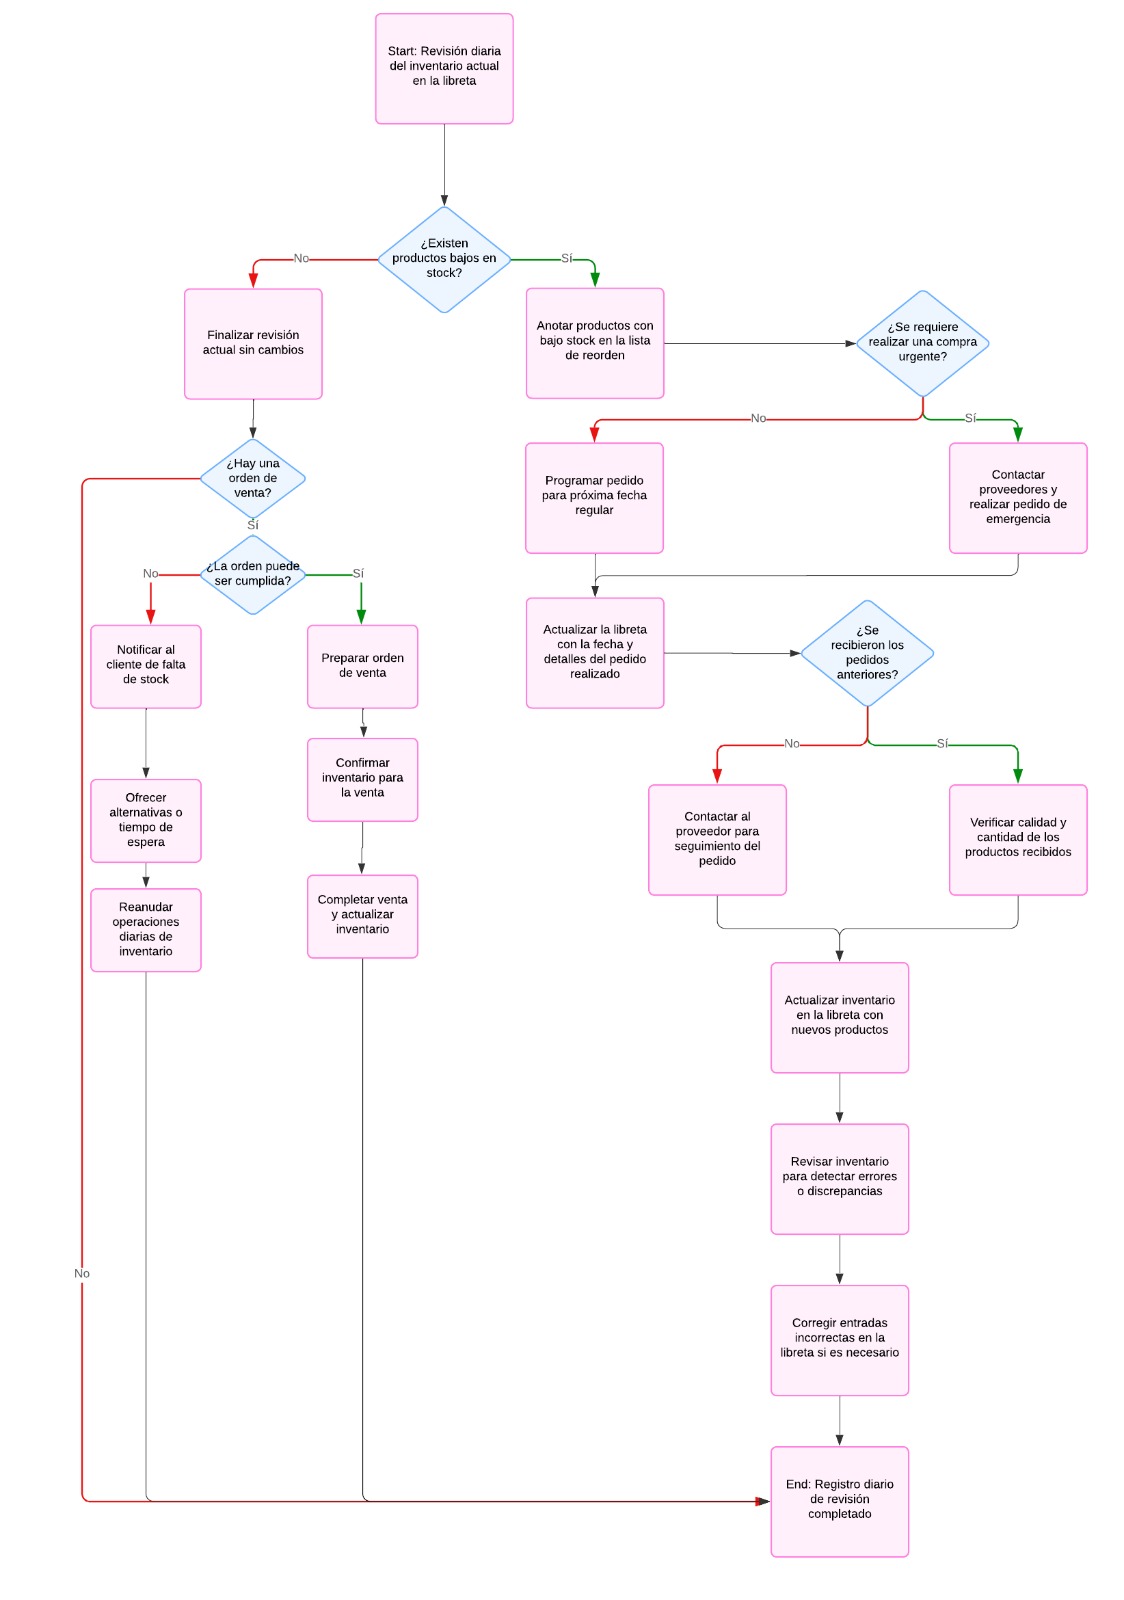 Start: Revisión diaria
del inventario actual
en la libreta
¿Existen
productos bajos en
stock?
No
Sí
Finalizar revisión
actual sin cambios
Anotar productos con
bajo stock en la lista
de reorden
¿Se requiere
realizar una compra
urgente?
No
Sí
¿Hay una
orden de
venta?
Sí
Programar pedido
para próxima fecha
regular
Contactar
proveedores y
realizar pedido de
emergencia
¿La orden puede
ser cumplida?
No
Sí
Notificar al
cliente de falta
de stock
Preparar orden
de venta
Actualizar la libreta
con la fecha y
detalles del pedido
realizado
¿Se
recibieron los
pedidos
anteriores?
No
Sí
Confirmar
inventario para
la venta
Ofrecer
alternativas o
tiempo de
espera
Contactar al
proveedor para
seguimiento del
pedido
Verificar calidad y
cantidad de los
productos recibidos
Reanudar
operaciones
diarias de
inventario
Completar venta
y actualizar
inventario
Actualizar inventario
en la libreta con
nuevos productos
Revisar inventario
para detectar errores
o discrepancias
No
Corregir entradas
incorrectas en la
libreta si es necesario
End: Registro diario
de revisión
completado